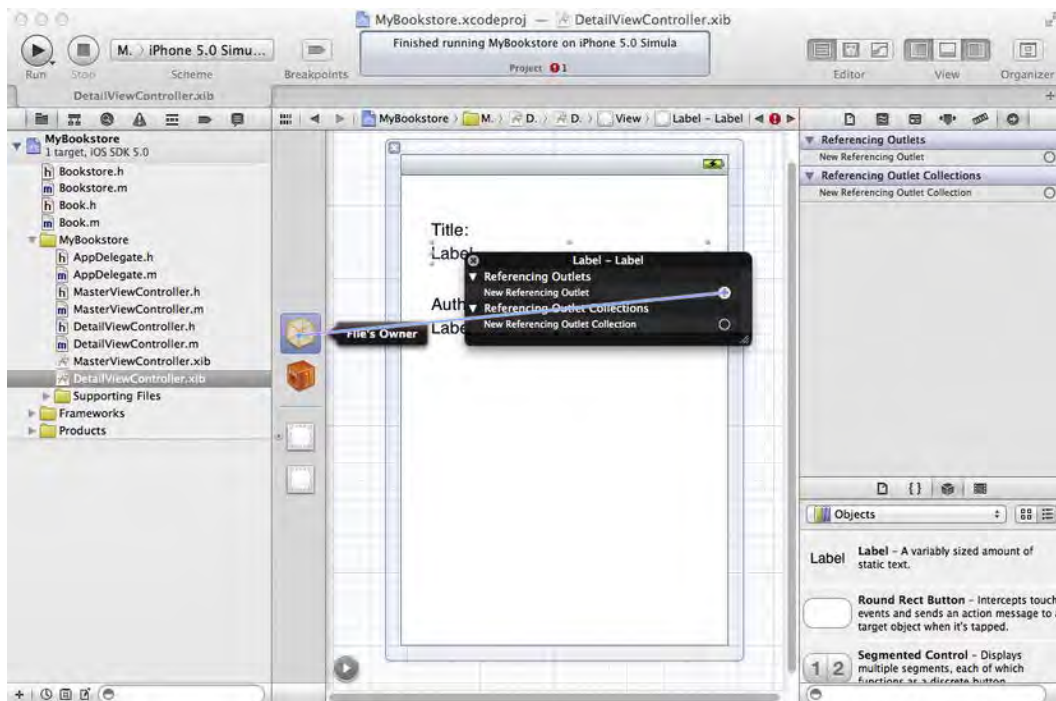 MyBookstore.xcodeproj — DetailViewController.xib
M. › iPhone 5.0 Simu...
Finished running MyBookstore on iPhone 5.0 Simula
Project 1
Run
Stop
Scheme
Breakpoints
Editor
View
Organizer
DetailViewController.xib
MyBookstore › M. › D. › D. › View › Label – Label
MyBookstore
1 target, iOS SDK 5.0
h Bookstore.h
m Bookstore.m
h Book.h
m Book.m
MyBookstore
h AppDelegate.h
m AppDelegate.m
h MasterViewController.h
m MasterViewController.m
h DetailViewController.h
m DetailViewController.m
MasterViewController.xib
DetailViewController.xib
Supporting Files
Frameworks
Products
File's Owner
Title:
Label
Auth
Labe
Label – Label
Referencing Outlets
New Referencing Outlet
Referencing Outlet Collections
New Referencing Outlet Collection
Referencing Outlets
New Referencing Outlet
Referencing Outlet Collections
New Referencing Outlet Collection
{}
Objects
Label
Label – A variably sized amount of
static text.
Round Rect Button – Intercepts touch
events and sends an action message to a
target object when it's tapped.
1 2
Segmented Control – Displays
multiple segments, each of which
functions as a discrete button